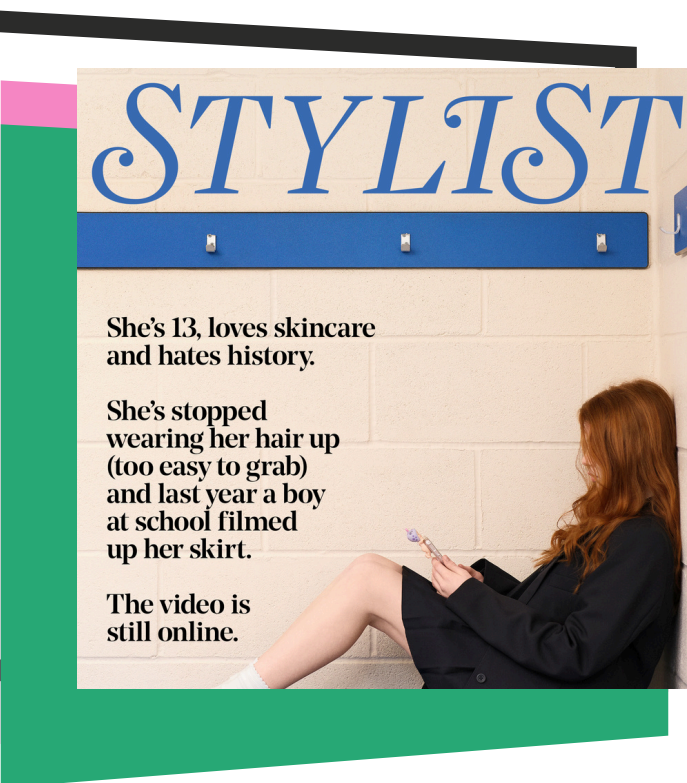 STYLIST
She’s 13, loves skincare
and hates history.
She’s stopped
wearing her hair up
(too easy to grab)
and last year a boy
at school filmed
up her skirt.
The video is
still online.